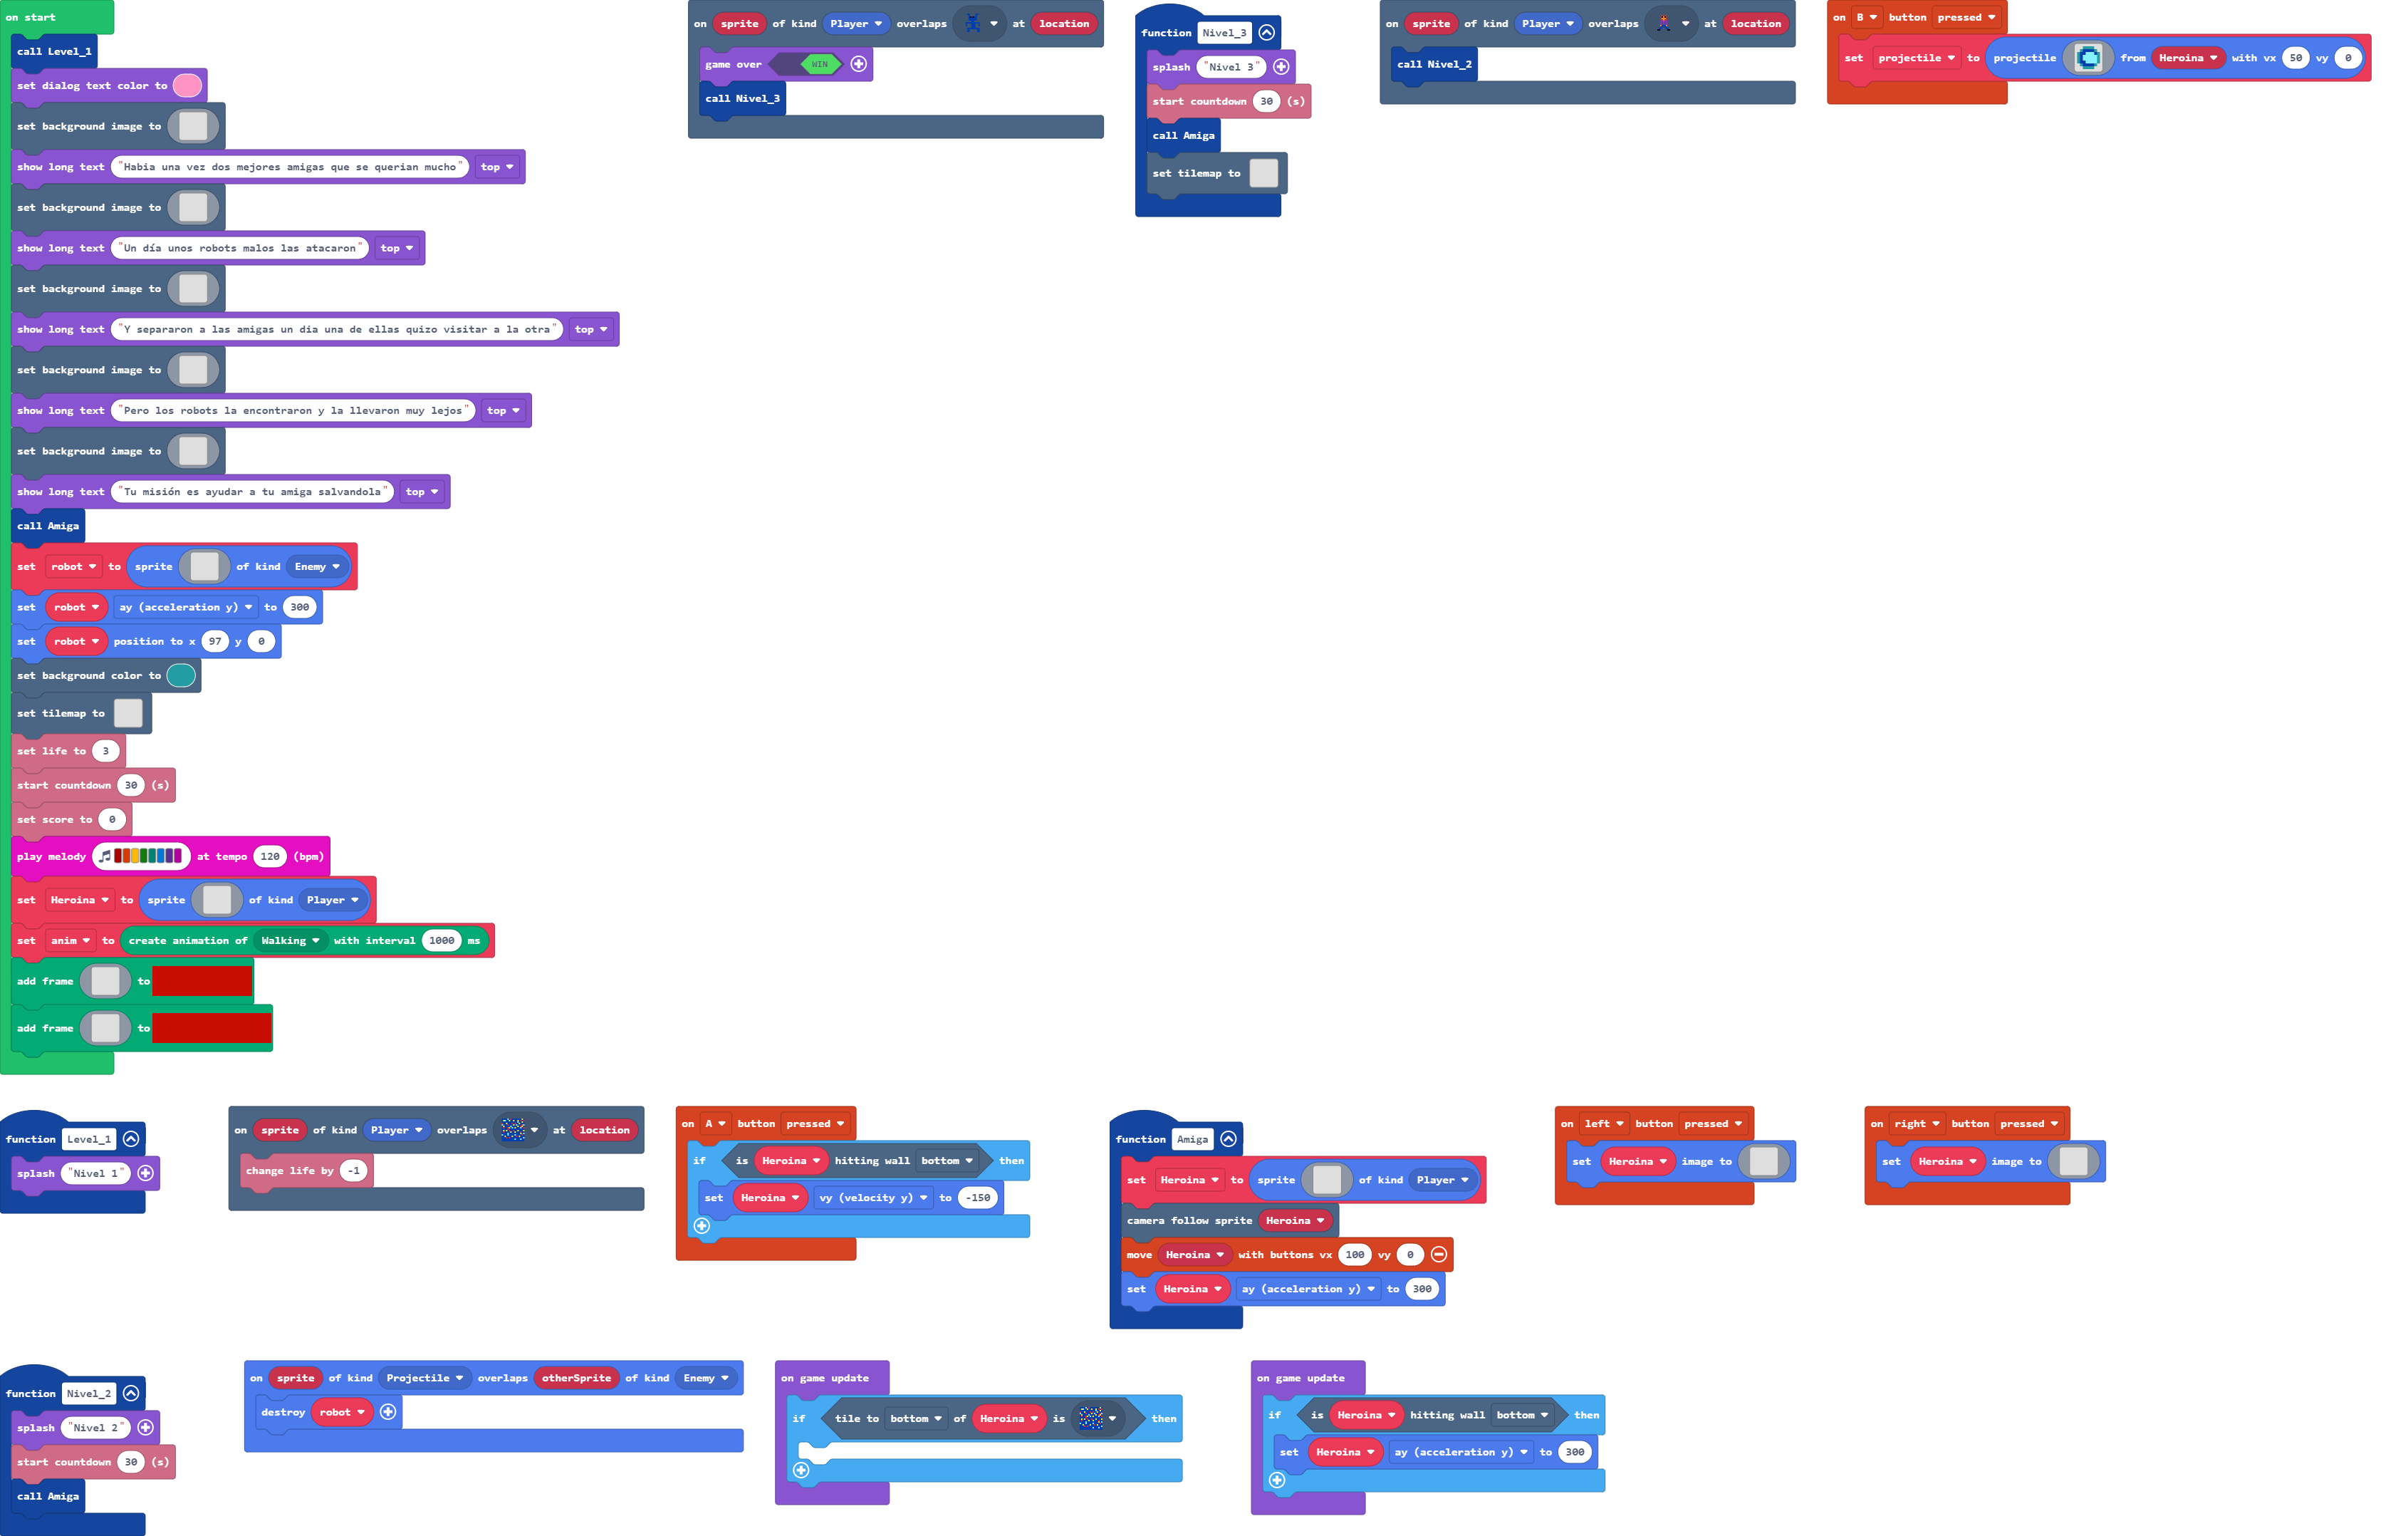 on start
call Level_1
set dialog text color to
set background image to
show long text "Habia una vez dos mejores amigas que se querian mucho" top
set background image to
show long text "Un día unos robots malos las atacaron" top
set background image to
show long text "Y separaron a las amigas un dia una de ellas quizo visitar a la otra" top
set background image to
show long text "Pero los robots la encontraron y la llevaron muy lejos" top
set background image to
show long text "Tu misión es ayudar a tu amiga salvandola" top
call Amiga
set robot to sprite of kind Enemy
set robot ay (acceleration y) to 300
set robot position to x 97 y 0
set background color to
set tilemap to
set life to 3
start countdown 30 (s)
set score to 0
play melody at tempo 120 (bpm)
set Heroina to sprite of kind Player
set anim to create animation of Walking with interval 1000 ms
add frame to
add frame to
on sprite of kind Player overlaps at location
game over WIN
call Nivel_3
function Nivel_3
splash "Nivel 3"
start countdown 30 (s)
call Amiga
set tilemap to
on sprite of kind Player overlaps at location
call Nivel_2
on B button pressed
set projectile to projectile from Heroina with vx 50 vy 0
function Level_1
splash "Nivel 1"
on sprite of kind Player overlaps at location
change life by -1
on A button pressed
if is Heroina hitting wall bottom then
set Heroina vy (velocity y) to -150
function Amiga
set Heroina to sprite of kind Player
camera follow sprite Heroina
move Heroina with buttons vx 100 vy 0
set Heroina ay (acceleration y) to 300
on left button pressed
set Heroina image to
on right button pressed
set Heroina image to
function Nivel_2
splash "Nivel 2"
start countdown 30 (s)
call Amiga
on sprite of kind Projectile overlaps otherSprite of kind Enemy
destroy robot
on game update
if tile to bottom of Heroina is then
on game update
if is Heroina hitting wall bottom then
set Heroina ay (acceleration y) to 300